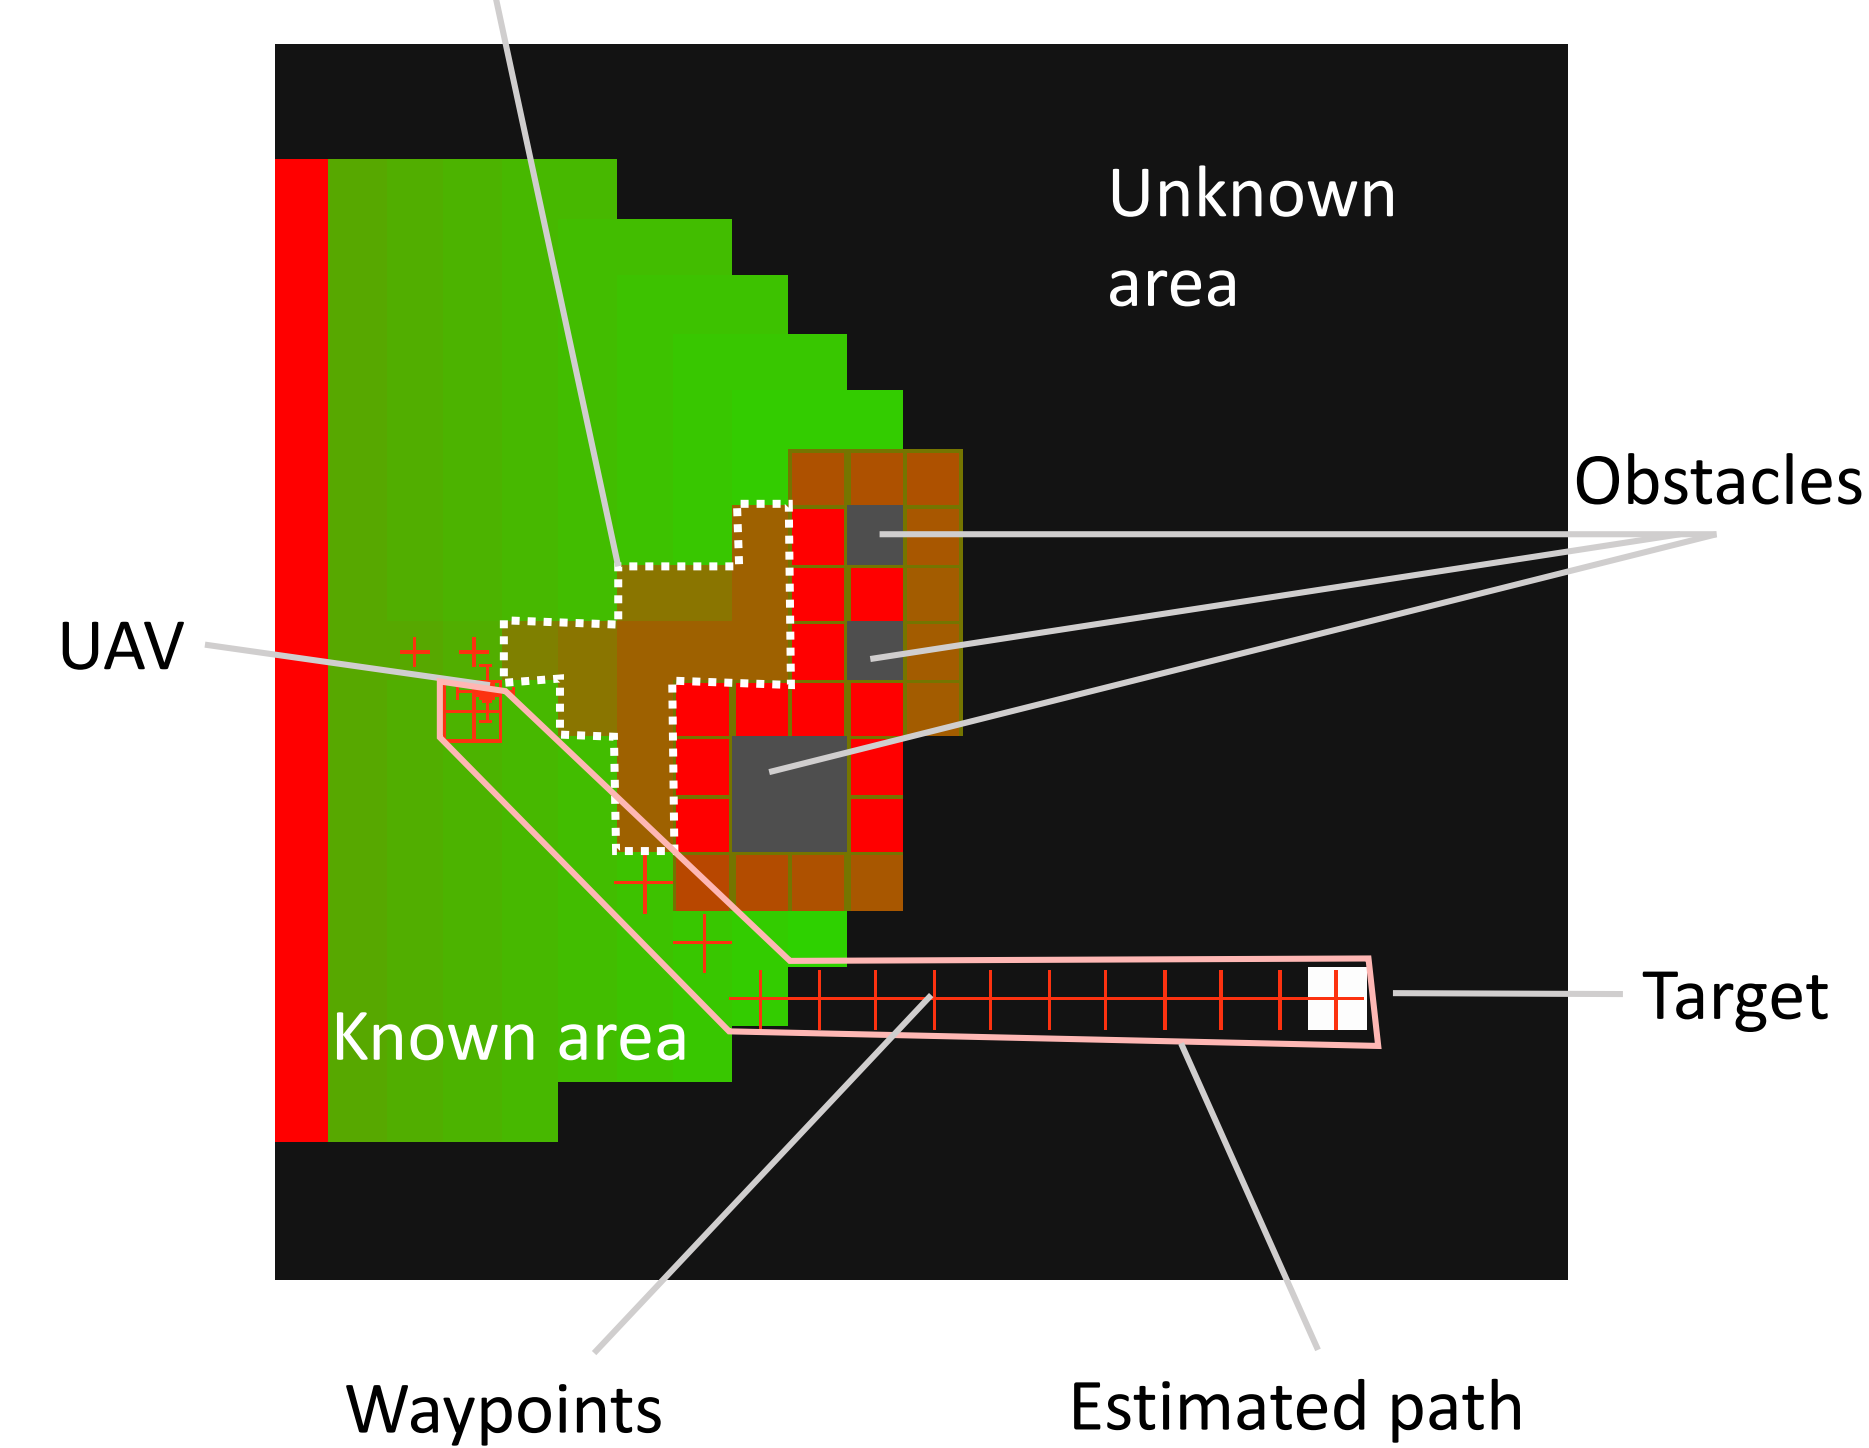 Unknown
area
Obstacles
UAV
Target
Known area
Waypoints
Estimated path